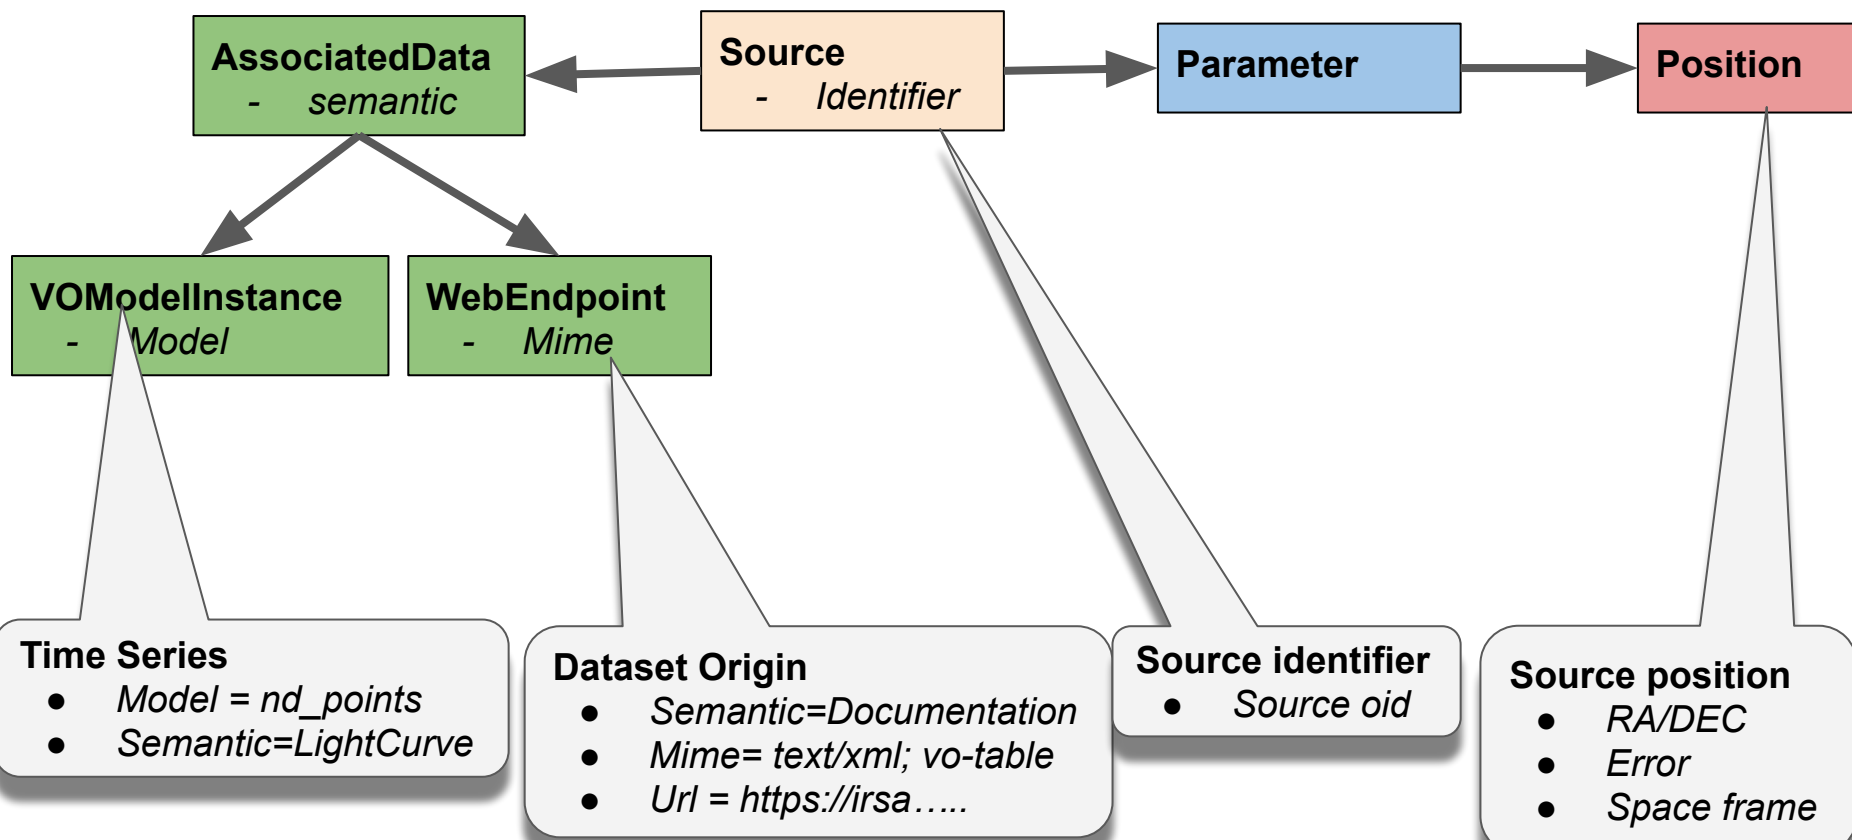 AssociatedData
- semantic
Source
- Identifier
Parameter
Position
VOModelInstance
- Model
WebEndpoint
- Mime
Time Series
● Model = nd_points
● Semantic=LightCurve
Dataset Origin
● Semantic=Documentation
● Mime= text/xml; vo-table
● Url = https://irsa…..
Source identifier
● Source oid
Source position
● RA/DEC
● Error
● Space frame